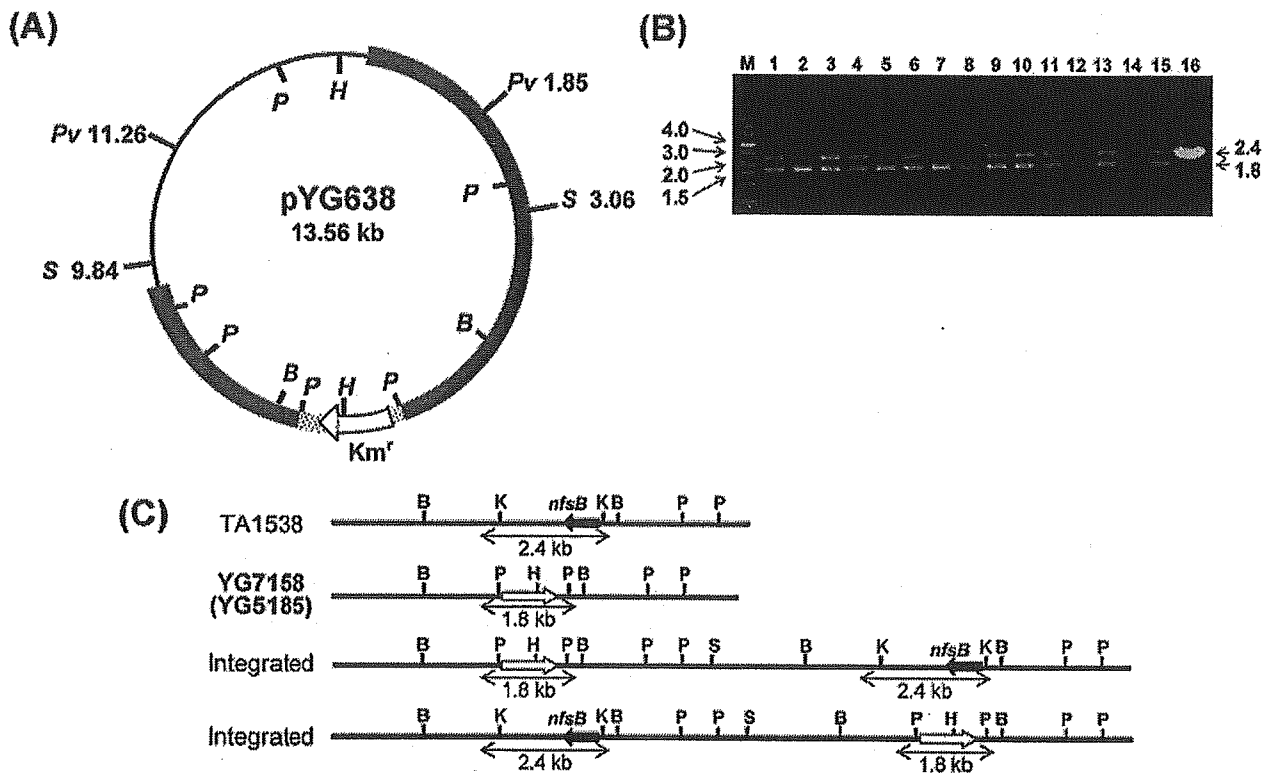 (A)
P
H
Pv 1.85
Pv 11.26
pYG638
13.56 kb
P
S 3.06
S 9.84
P
P
B
B
P
H
P
Kmʳ
(B)
M 1 2 3 4 5 6 7 8 9 10 11 12 13 14 15 16
4.0
3.0
2.0
1.5
2.4
1.8
(C)
TA1538
B K nfsB K B P P
2.4 kb
YG7158
(YG5185)
B P H P B P P
1.8 kb
Integrated
B P H P B P P S B K nfsB K B P P
1.8 kb 2.4 kb
Integrated
B K nfsB K B P P S B P H P B P P
2.4 kb 1.8 kb